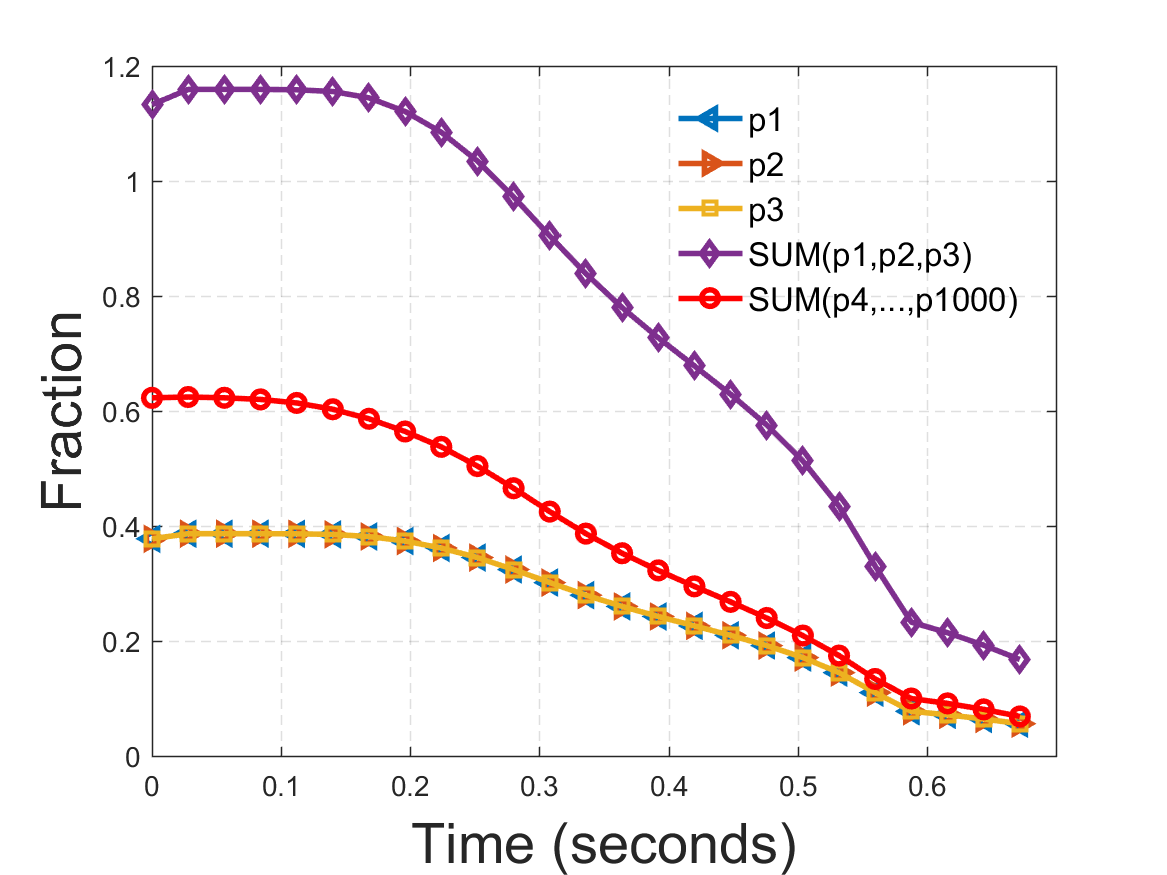 1.2
1
0.8
0.6
0.4
0.2
0
Fraction
p1
p2
p3
SUM(p1,p2,p3)
SUM(p4,...,p1000)
0 0.1 0.2 0.3 0.4 0.5 0.6
Time (seconds)